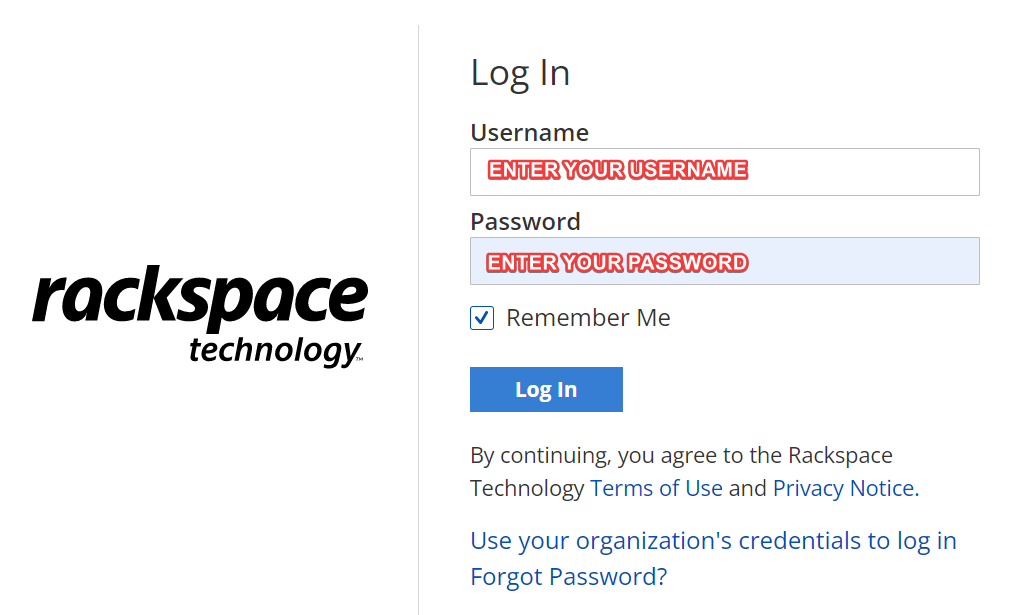 rackspace
technology™
Log In
Username
ENTER YOUR USERNAME
Password
ENTER YOUR PASSWORD
Remember Me
Log In
By continuing, you agree to the Rackspace
Technology Terms of Use and Privacy Notice.
Use your organization's credentials to log in
Forgot Password?